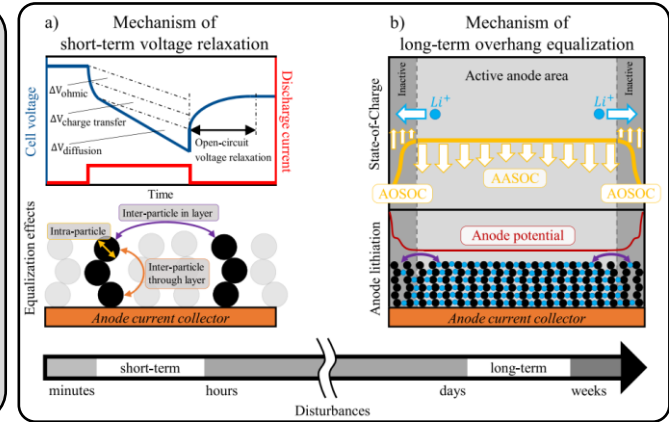 a)
Mechanism of
short-term voltage relaxation
Cell voltage
Discharge current
ΔVohmic
ΔVcharge transfer
ΔVdiffusion
Open-circuit
voltage relaxation
Time
Equalization effects
Inter-particle in layer
Intra-particle
Inter-particle
through layer
Anode current collector
b)
Mechanism of
long-term overhang equalization
State-of-Charge
Inactive
Active anode area
Inactive
Li+
Li+
AASOC
AOSOC
AOSOC
Anode lithiation
Anode potential
Anode current collector
short-term
long-term
minutes
hours
days
weeks
Disturbances